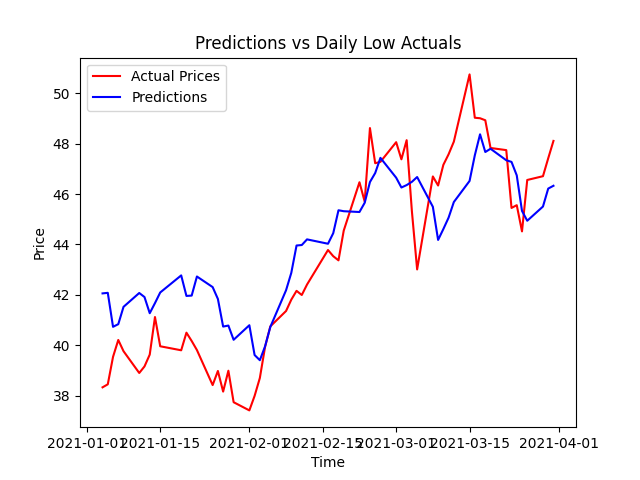 Predictions vs Daily Low Actuals
Actual Prices
Predictions
50
48
46
44
42
40
38
Price
2021-01-01
2021-01-15
2021-02-01
2021-02-15
2021-03-01
2021-03-15
2021-04-01
Time